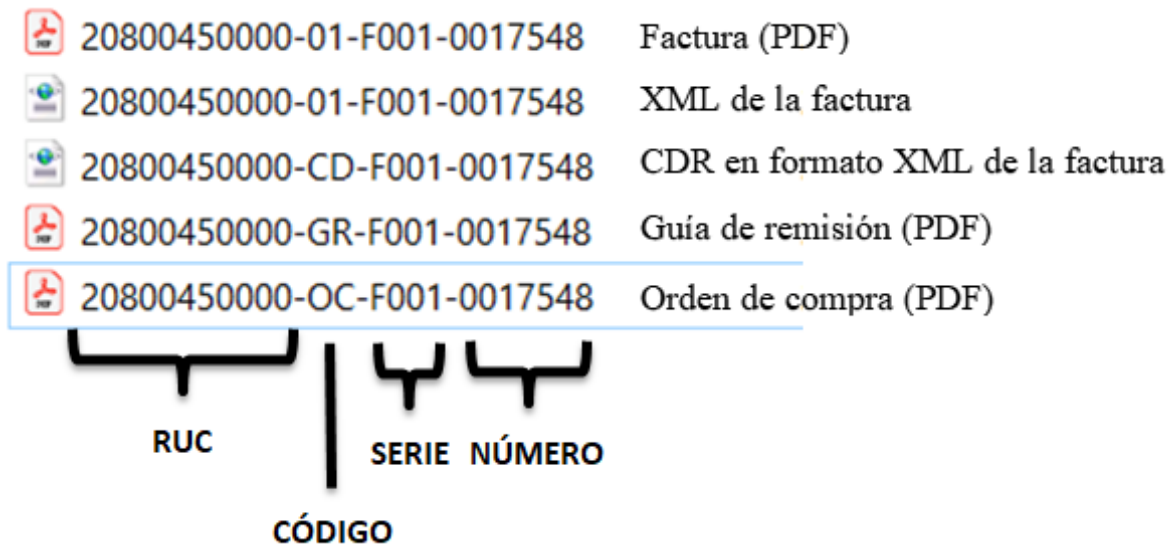 20800450000-01-F001-0017548 Factura (PDF)
20800450000-01-F001-0017548 XML de la factura
20800450000-CD-F001-0017548 CDR en formato XML de la factura
20800450000-GR-F001-0017548 Guía de remisión (PDF)
20800450000-OC-F001-0017548 Orden de compra (PDF)
RUC SERIE NÚMERO
CÓDIGO